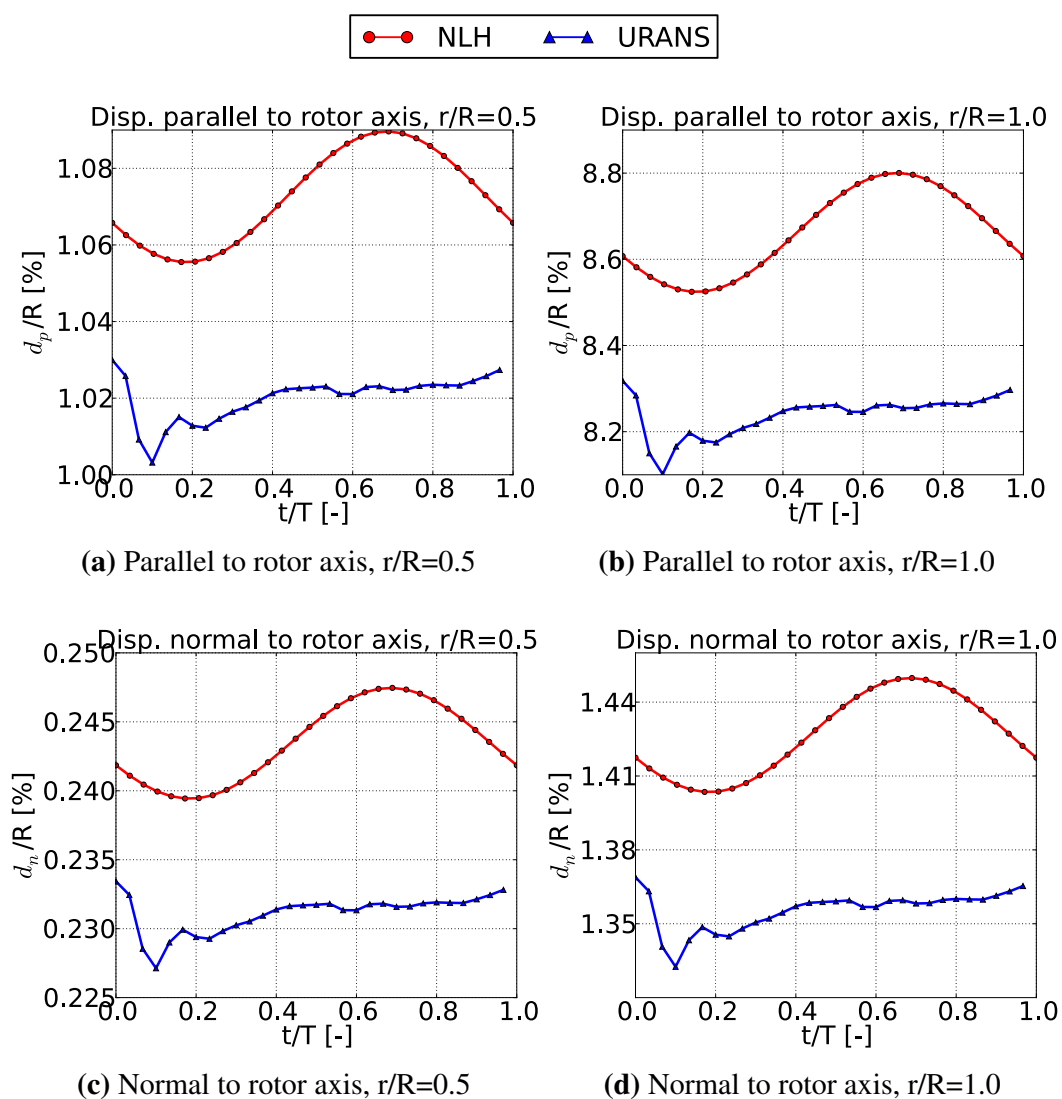 NLH URANS
Disp. parallel to rotor axis, r/R=0.5
1.08
1.06
1.04
1.02
1.00
d_p/R [%]
0.0 0.2 0.4 0.6 0.8 1.0
t/T [-]
(a) Parallel to rotor axis, r/R=0.5
Disp. parallel to rotor axis, r/R=1.0
8.8
8.6
8.4
8.2
d_p/R [%]
0.0 0.2 0.4 0.6 0.8 1.0
t/T [-]
(b) Parallel to rotor axis, r/R=1.0
Disp. normal to rotor axis, r/R=0.5
0.250
0.245
0.240
0.235
0.230
0.225
d_n/R [%]
0.0 0.2 0.4 0.6 0.8 1.0
t/T [-]
(c) Normal to rotor axis, r/R=0.5
Disp. normal to rotor axis, r/R=1.0
1.44
1.41
1.38
1.35
d_n/R [%]
0.0 0.2 0.4 0.6 0.8 1.0
t/T [-]
(d) Normal to rotor axis, r/R=1.0